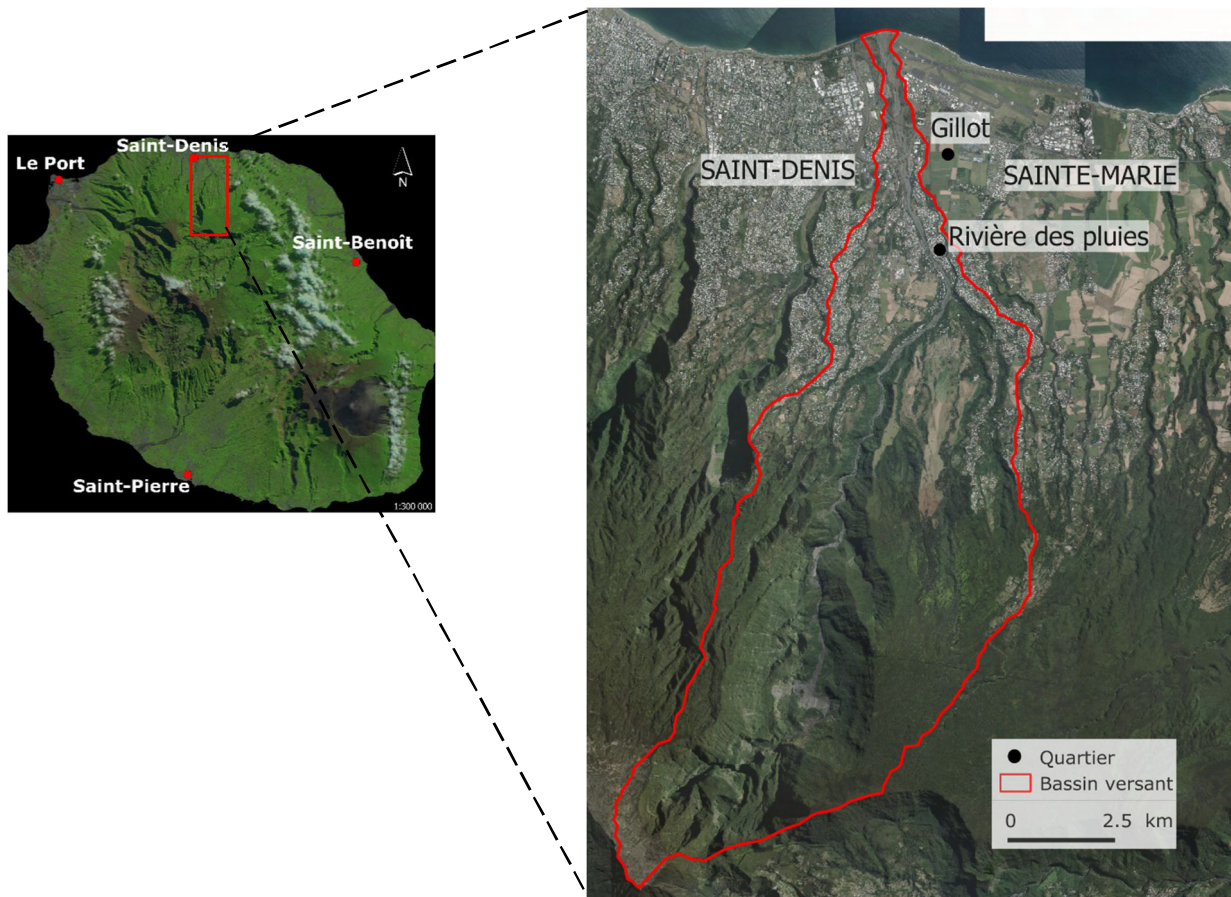 Saint-Denis
Le Port
N
Saint-Benoît
Saint-Pierre
1:300 000
Gillot
SAINT-DENIS
SAINTE-MARIE
Rivière des pluies
Quartier
Bassin versant
0 2.5 km